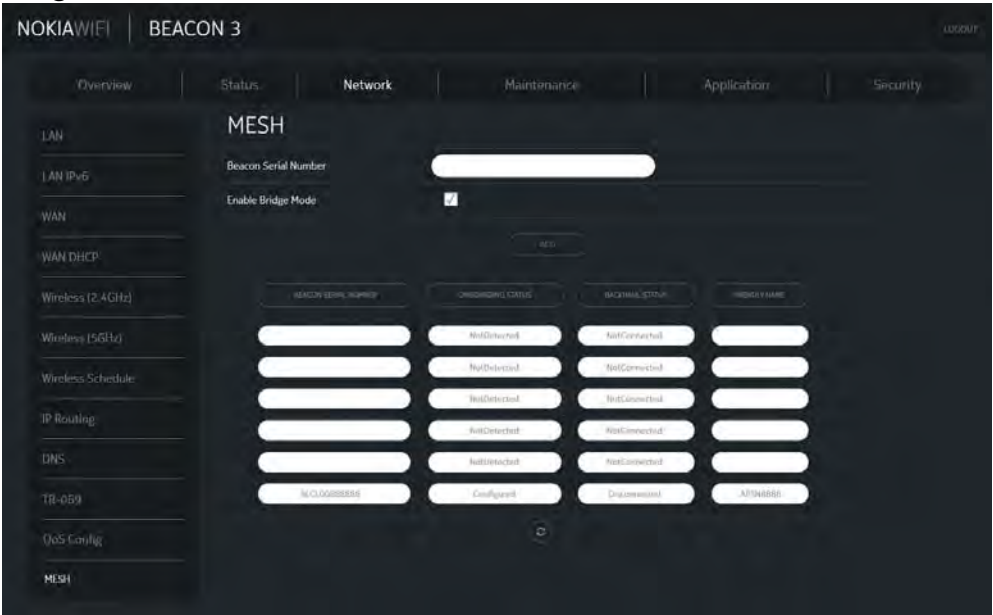 NOKIAWIFI BEACON 3 LOGOUT
Overview Status Network Maintenance Application Security
MESH
LAN
Beacon Serial Number
LAN IPv6
Enable Bridge Mode
WAN
ADD
WAN DHCP
BEACON SERIAL NUMBER ONBOARDING STATUS BACKHAUL STATUS FRIENDLY NAME
Wireless (2.4GHz)
NotDetected NotConnected
Wireless (5GHz)
NotDetected NotConnected
Wireless Schedule
NotDetected NotConnected
IP Routing
NotDetected NotConnected
DNS
NotDetected NotConnected
Configured Disconnected
TR-069
QoS Config
MESH